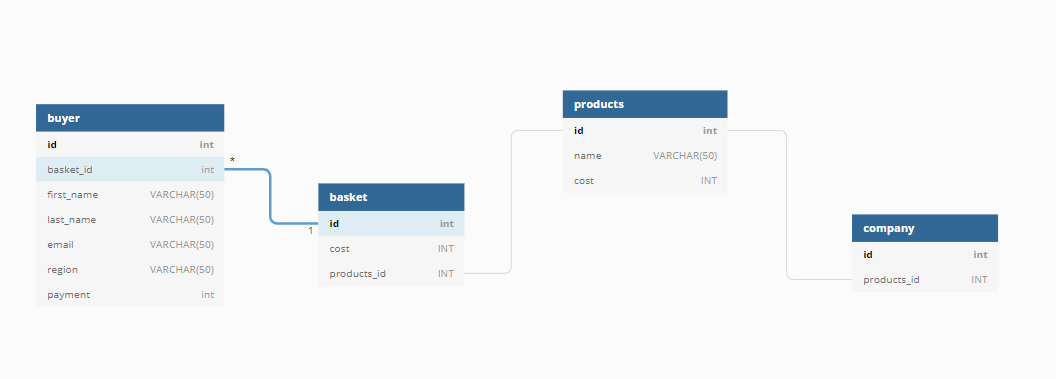 buyer
id int
basket_id int
first_name VARCHAR(50)
last_name VARCHAR(50)
email VARCHAR(50)
region VARCHAR(50)
payment int
*
1
basket
id int
cost INT
products_id INT
products
id int
name VARCHAR(50)
cost INT
company
id int
products_id INT